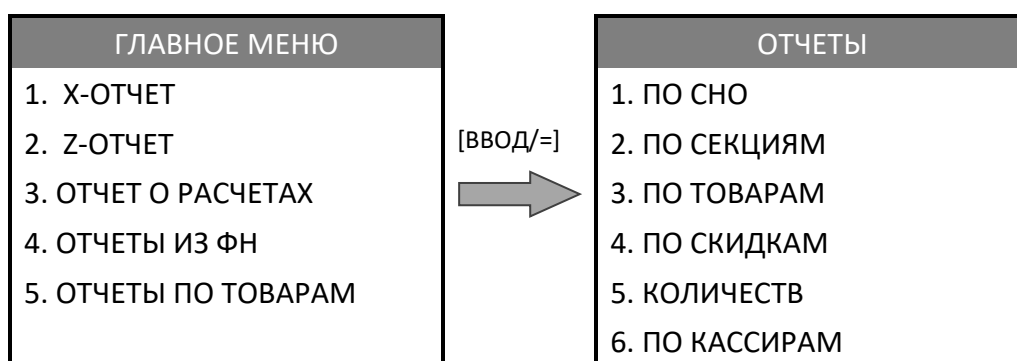 ГЛАВНОЕ МЕНЮ
1. X-ОТЧЕТ
2. Z-ОТЧЕТ
3. ОТЧЕТ О РАСЧЕТАХ
4. ОТЧЕТЫ ИЗ ФН
5. ОТЧЕТЫ ПО ТОВАРАМ
[ВВОД/=]
ОТЧЕТЫ
1. ПО СНО
2. ПО СЕКЦИЯМ
3. ПО ТОВАРАМ
4. ПО СКИДКАМ
5. КОЛИЧЕСТВ
6. ПО КАССИРАМ